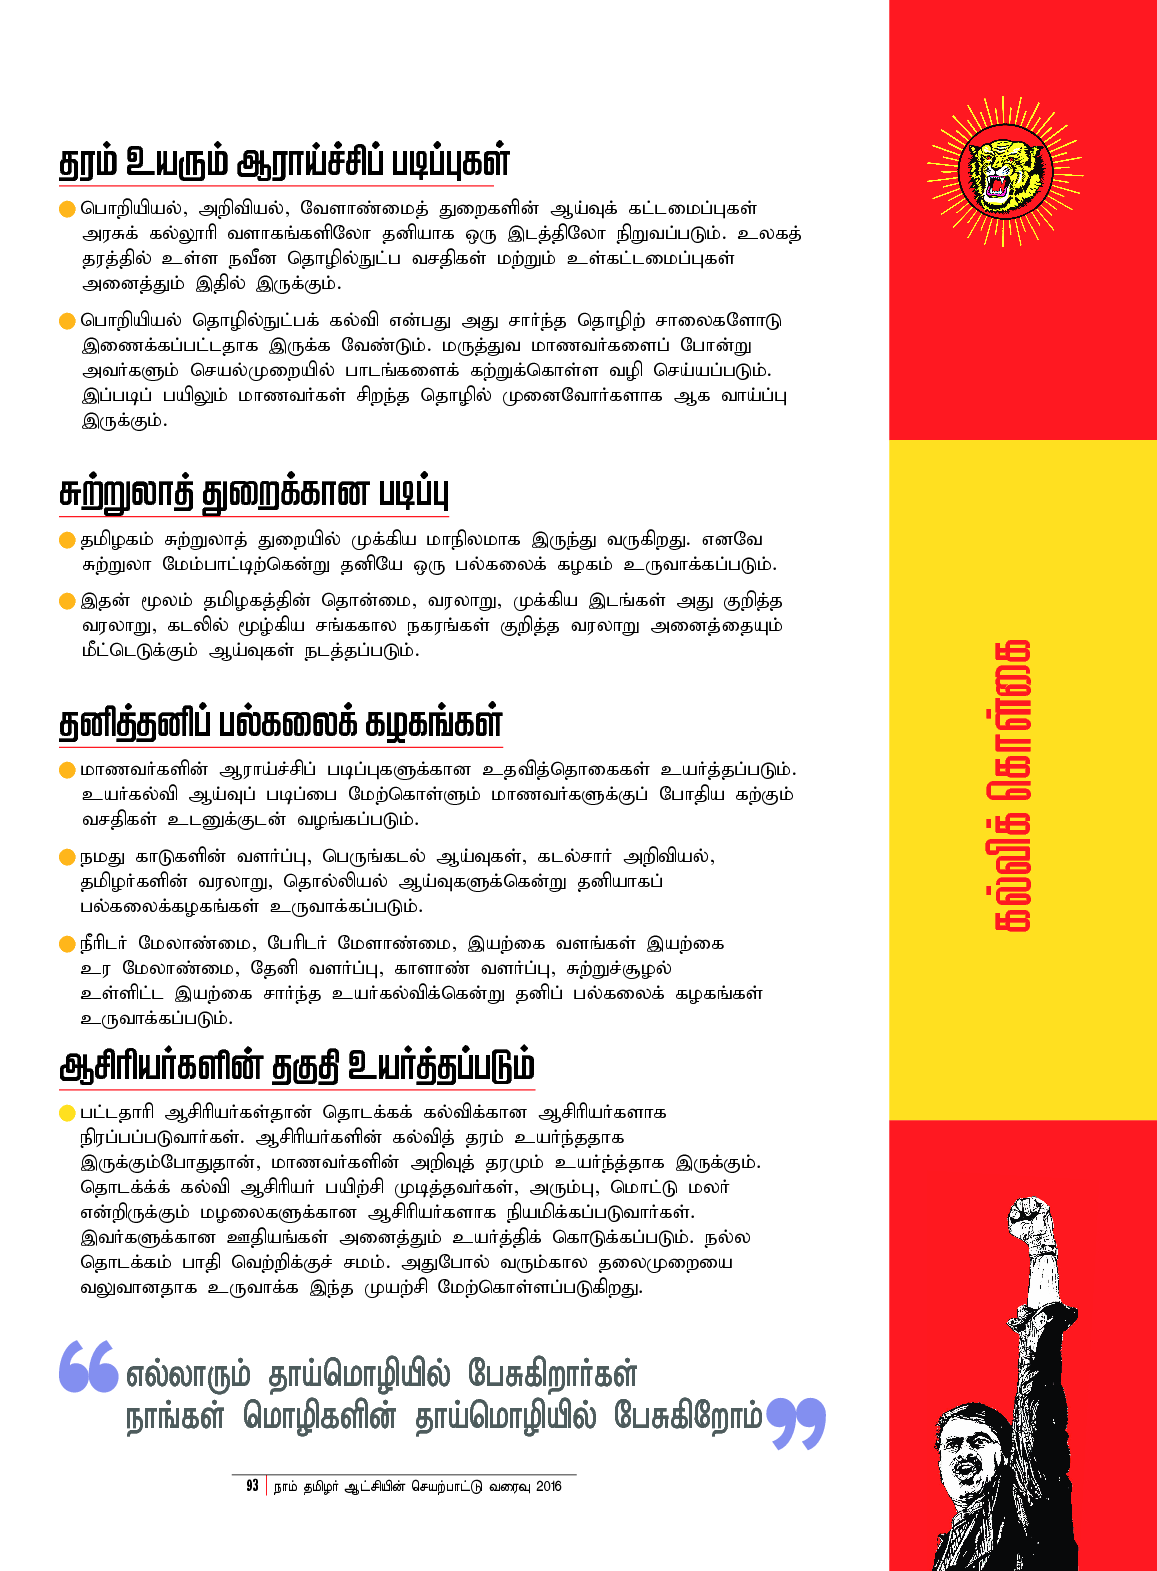 தரம் உயரும் ஆராய்ச்சிப் படிப்புகள்
பொறியியல், அறிவியல், வேளாண்மைத் துறைகளின் ஆய்வுக் கட்டமைப்புகள்
அரசுக் கல்லூரி வளாகங்களிலோ தனியாக ஒரு இடத்திலோ நிறுவப்படும். உலகத்
தரத்தில் உள்ள நவீன தொழில்நுட்ப வசதிகள் மற்றும் உள்கட்டமைப்புகள்
அனைத்தும் இதில் இருக்கும்.
பொறியியல் தொழில்நுட்பக் கல்வி என்பது அது சார்ந்த தொழிற் சாலைகளோடு
இணைக்கப்பட்டதாக இருக்க வேண்டும். மருத்துவ மாணவர்களைப் போன்று
அவர்களும் செயல்முறையில் பாடங்களைக் கற்றுக்கொள்ள வழி செய்யப்படும்.
இப்படிப் பயிலும் மாணவர்கள் சிறந்த தொழில் முனைவோர்களாக ஆக வாய்ப்பு
இருக்கும்.
சுற்றுலாத் துறைக்கான படிப்பு
தமிழகம் சுற்றுலாத் துறையில் முக்கிய மாநிலமாக இருந்து வருகிறது. எனவே
சுற்றுலா மேம்பாட்டிற்கென்று தனியே ஒரு பல்கலைக் கழகம் உருவாக்கப்படும்.
இதன் மூலம் தமிழகத்தின் தொன்மை, வரலாறு, முக்கிய இடங்கள் அது குறித்த
வரலாறு, கடலில் மூழ்கிய சங்ககால நகரங்கள் குறித்த வரலாறு அனைத்தையும்
மீட்டெடுக்கும் ஆய்வுகள் நடத்தப்படும்.
தனித்தனிப் பல்கலைக் கழகங்கள்
மாணவர்களின் ஆராய்ச்சிப் படிப்புகளுக்கான உதவித்தொகைகள் உயர்த்தப்படும்.
உயர்கல்வி ஆய்வுப் படிப்பை மேற்கொள்ளும் மாணவர்களுக்குப் போதிய கற்கும்
வசதிகள் உடனுக்குடன் வழங்கப்படும்.
நமது காடுகளின் வளர்ப்பு, பெருங்கடல் ஆய்வுகள், கடல்சார் அறிவியல்,
தமிழர்களின் வரலாறு, தொல்லியல் ஆய்வுகளுக்கென்று தனியாகப்
பல்கலைக்கழகங்கள் உருவாக்கப்படும்.
நீரிடர் மேலாண்மை, பேரிடர் மேளாண்மை, இயற்கை வளங்கள் இயற்கை
உர மேலாண்மை, தேனி வளர்ப்பு, காளாண் வளர்ப்பு, சுற்றுச்சூழல்
உள்ளிட்ட இயற்கை சார்ந்த உயர்கல்விக்கென்று தனிப் பல்கலைக் கழகங்கள்
உருவாக்கப்படும்.
ஆசிரியர்களின் தகுதி உயர்த்தப்படும்
பட்டதாரி ஆசிரியர்கள்தான் தொடக்கக் கல்விக்கான ஆசிரியர்களாக
நிரப்பப்படுவார்கள். ஆசிரியர்களின் கல்வித் தரம் உயர்ந்ததாக
இருக்கும்போதுதான், மாணவர்களின் அறிவுத் தரமும் உயர்ந்த்தாக இருக்கும்.
தொடக்க்க் கல்வி ஆசிரியர் பயிற்சி முடித்தவர்கள், அரும்பு, மொட்டு மலர்
என்றிருக்கும் மழலைகளுக்கான ஆசிரியர்களாக நியமிக்கப்படுவார்கள்.
இவர்களுக்கான ஊதியங்கள் அனைத்தும் உயர்த்திக் கொடுக்கப்படும். நல்ல
தொடக்கம் பாதி வெற்றிக்குச் சமம். அதுபோல் வரும்கால தலைமுறையை
வலுவானதாக உருவாக்க இந்த முயற்சி மேற்கொள்ளப்படுகிறது.
“எல்லாரும் தாய்மொழியில் பேசுகிறார்கள்
நாங்கள் மொழிகளின் தாய்மொழியில் பேசுகிறோம்”
93 | நாம் தமிழர் ஆட்சியின் செயற்பாட்டு வரைவு 2016
கல்விக் கொள்கை